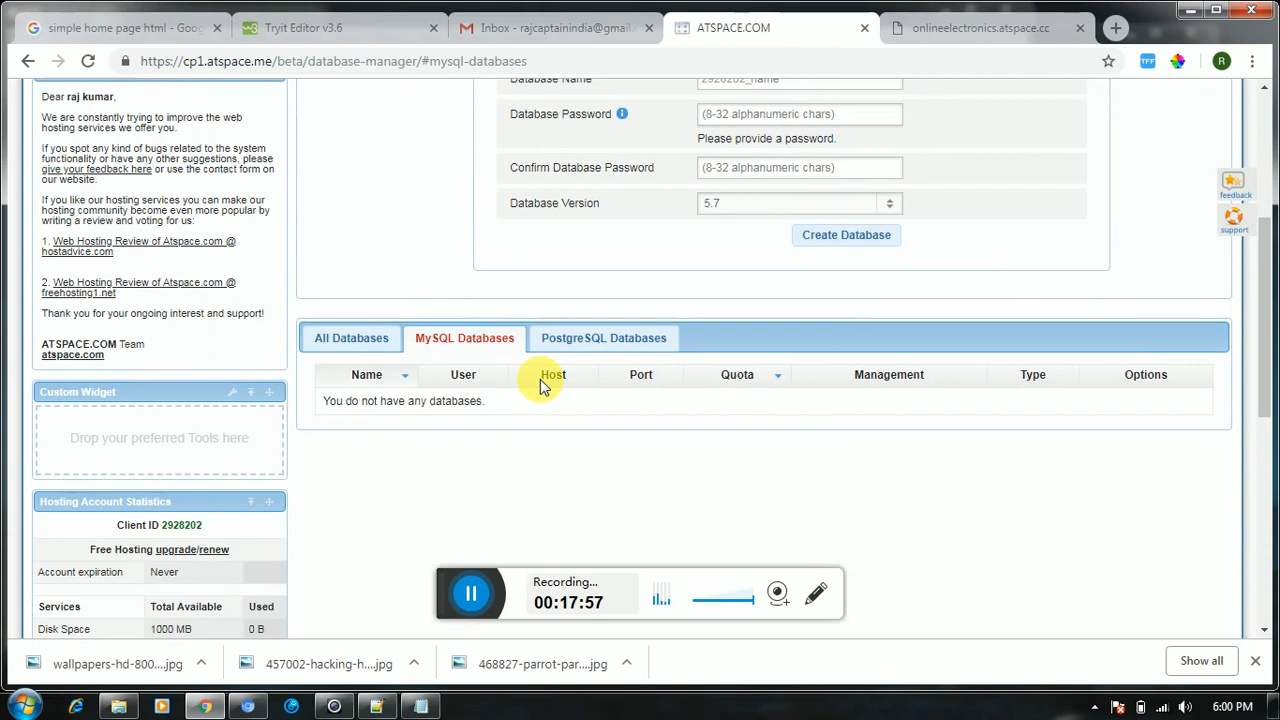 simple home page html - Goog
Tryit Editor v3.6
Inbox - rajcaptainindia@gmail.
ATSPACE.COM
onlineelectronics.atspace.cc
https://cp1.atspace.me/beta/database-manager/#mysql-databases
TFF
R
Dear raj kumar,
We are constantly trying to improve the web
hosting services we offer you.
If you spot any kind of bugs related to the system
functionality or have any other suggestions, please
give your feedback here or use the contact form on
our website.
If you like our hosting services you can make our
hosting community become even more popular by
writing a review and voting for us:
1. Web Hosting Review of Atspace.com @
hostadvice.com
2. Web Hosting Review of Atspace.com @
freehosting1.net
Thank you for your ongoing interest and support!
ATSPACE.COM Team
atspace.com
Custom Widget
Drop your preferred Tools here
Hosting Account Statistics
Client ID 2928202
Free Hosting upgrade/renew
Account expiration Never
Services Total Available Used
Disk Space 1000 MB 0 B
Database Name 2928202_name
Database Password (8-32 alphanumeric chars)
Please provide a password.
Confirm Database Password (8-32 alphanumeric chars)
Database Version 5.7
Create Database
All Databases MySQL Databases PostgreSQL Databases
Name User Host Port Quota Management Type Options
You do not have any databases.
feedback
support
Recording...
00:17:57
wallpapers-hd-800....jpg
457002-hacking-h....jpg
468827-parrot-par....jpg
Show all
6:00 PM